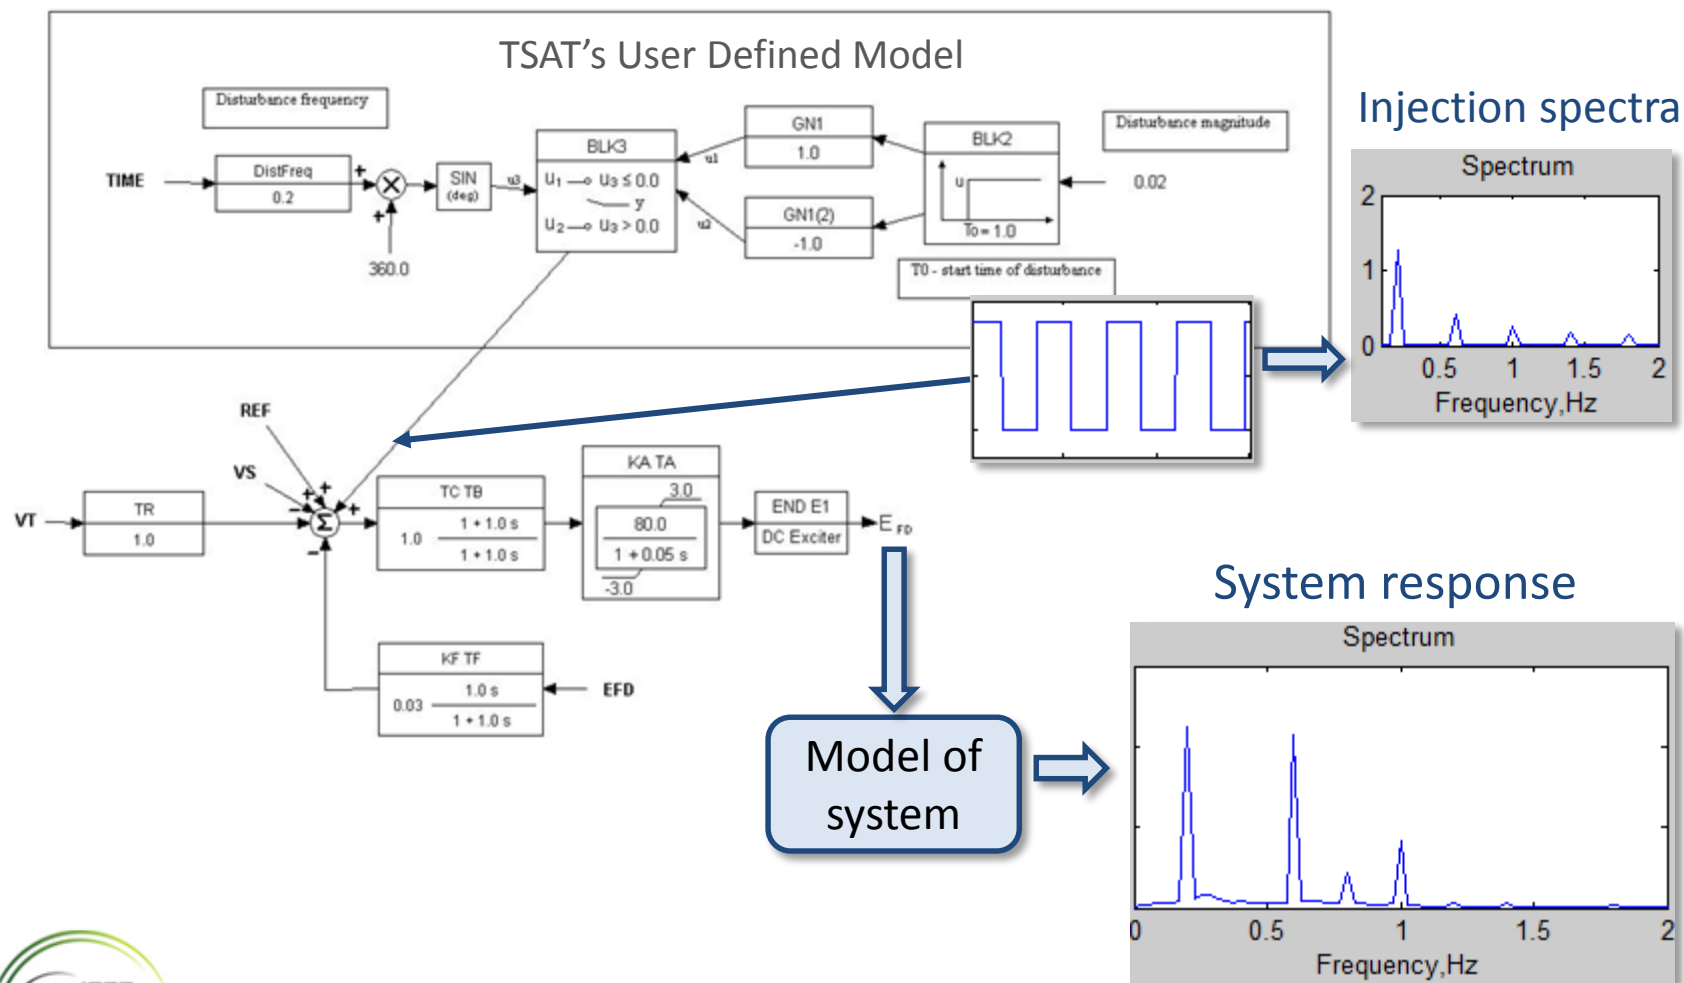 TSAT's User Defined Model
Disturbance frequency
TIME
DistFreq
0.2
+
+
360.0
SIN
(deg)
u3
BLK3
U1 U3 ≤ 0.0
y
U2 U3 > 0.0
u1
u2
GN1
1.0
GN1(2)
-1.0
BLK2
u
To = 1.0
Disturbance magnitude
0.02
T0 - start time of disturbance
Injection spectra
Spectrum
2
1
0
0.5 1 1.5 2
Frequency,Hz
REF
VS
VT
TR
1.0
+ +
− Σ +
−
TC TB
1.0 1 + 1.0 s
1 + 1.0 s
KA TA
3.0
80.0
1 + 0.05 s
-3.0
END E1
DC Exciter
E FD
KF TF
0.03 1.0 s
1 + 1.0 s
EFD
Model of
system
System response
Spectrum
0 0.5 1 1.5 2
Frequency,Hz